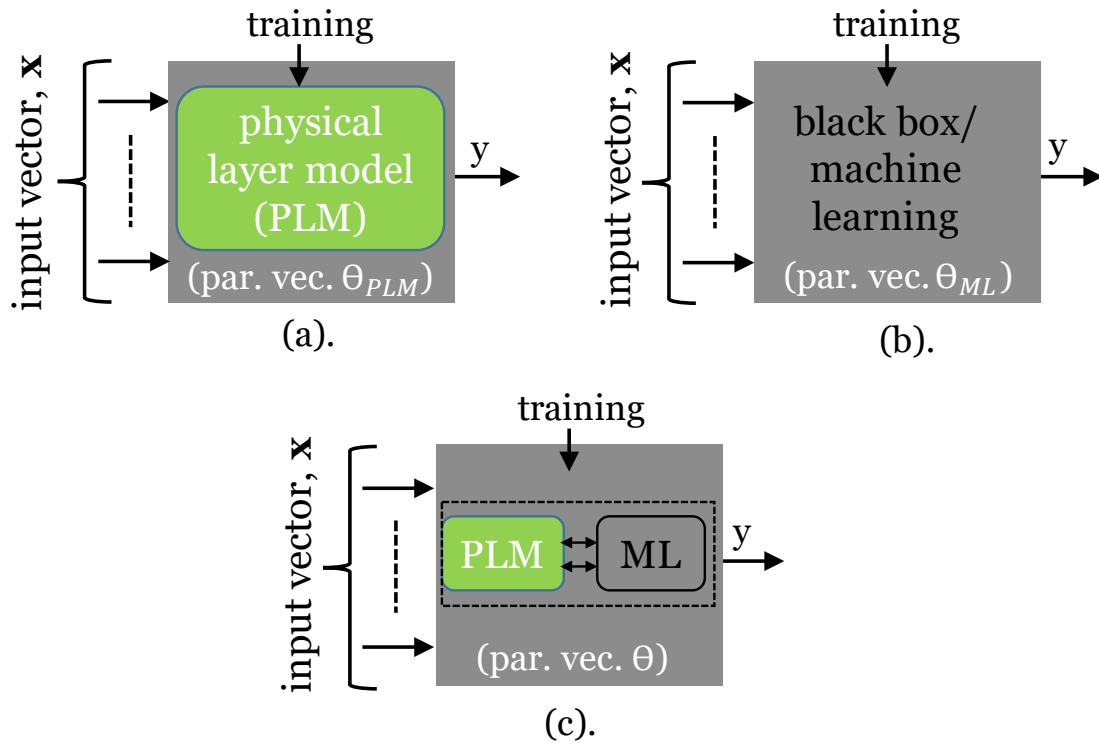 training
input vector, x
physical
layer model
(PLM)
y
(par. vec. Θ_PLM)
(a).
training
input vector, x
black box/
machine
learning
y
(par. vec. Θ_ML)
(b).
training
input vector, x
PLM
ML
y
(par. vec. Θ)
(c).